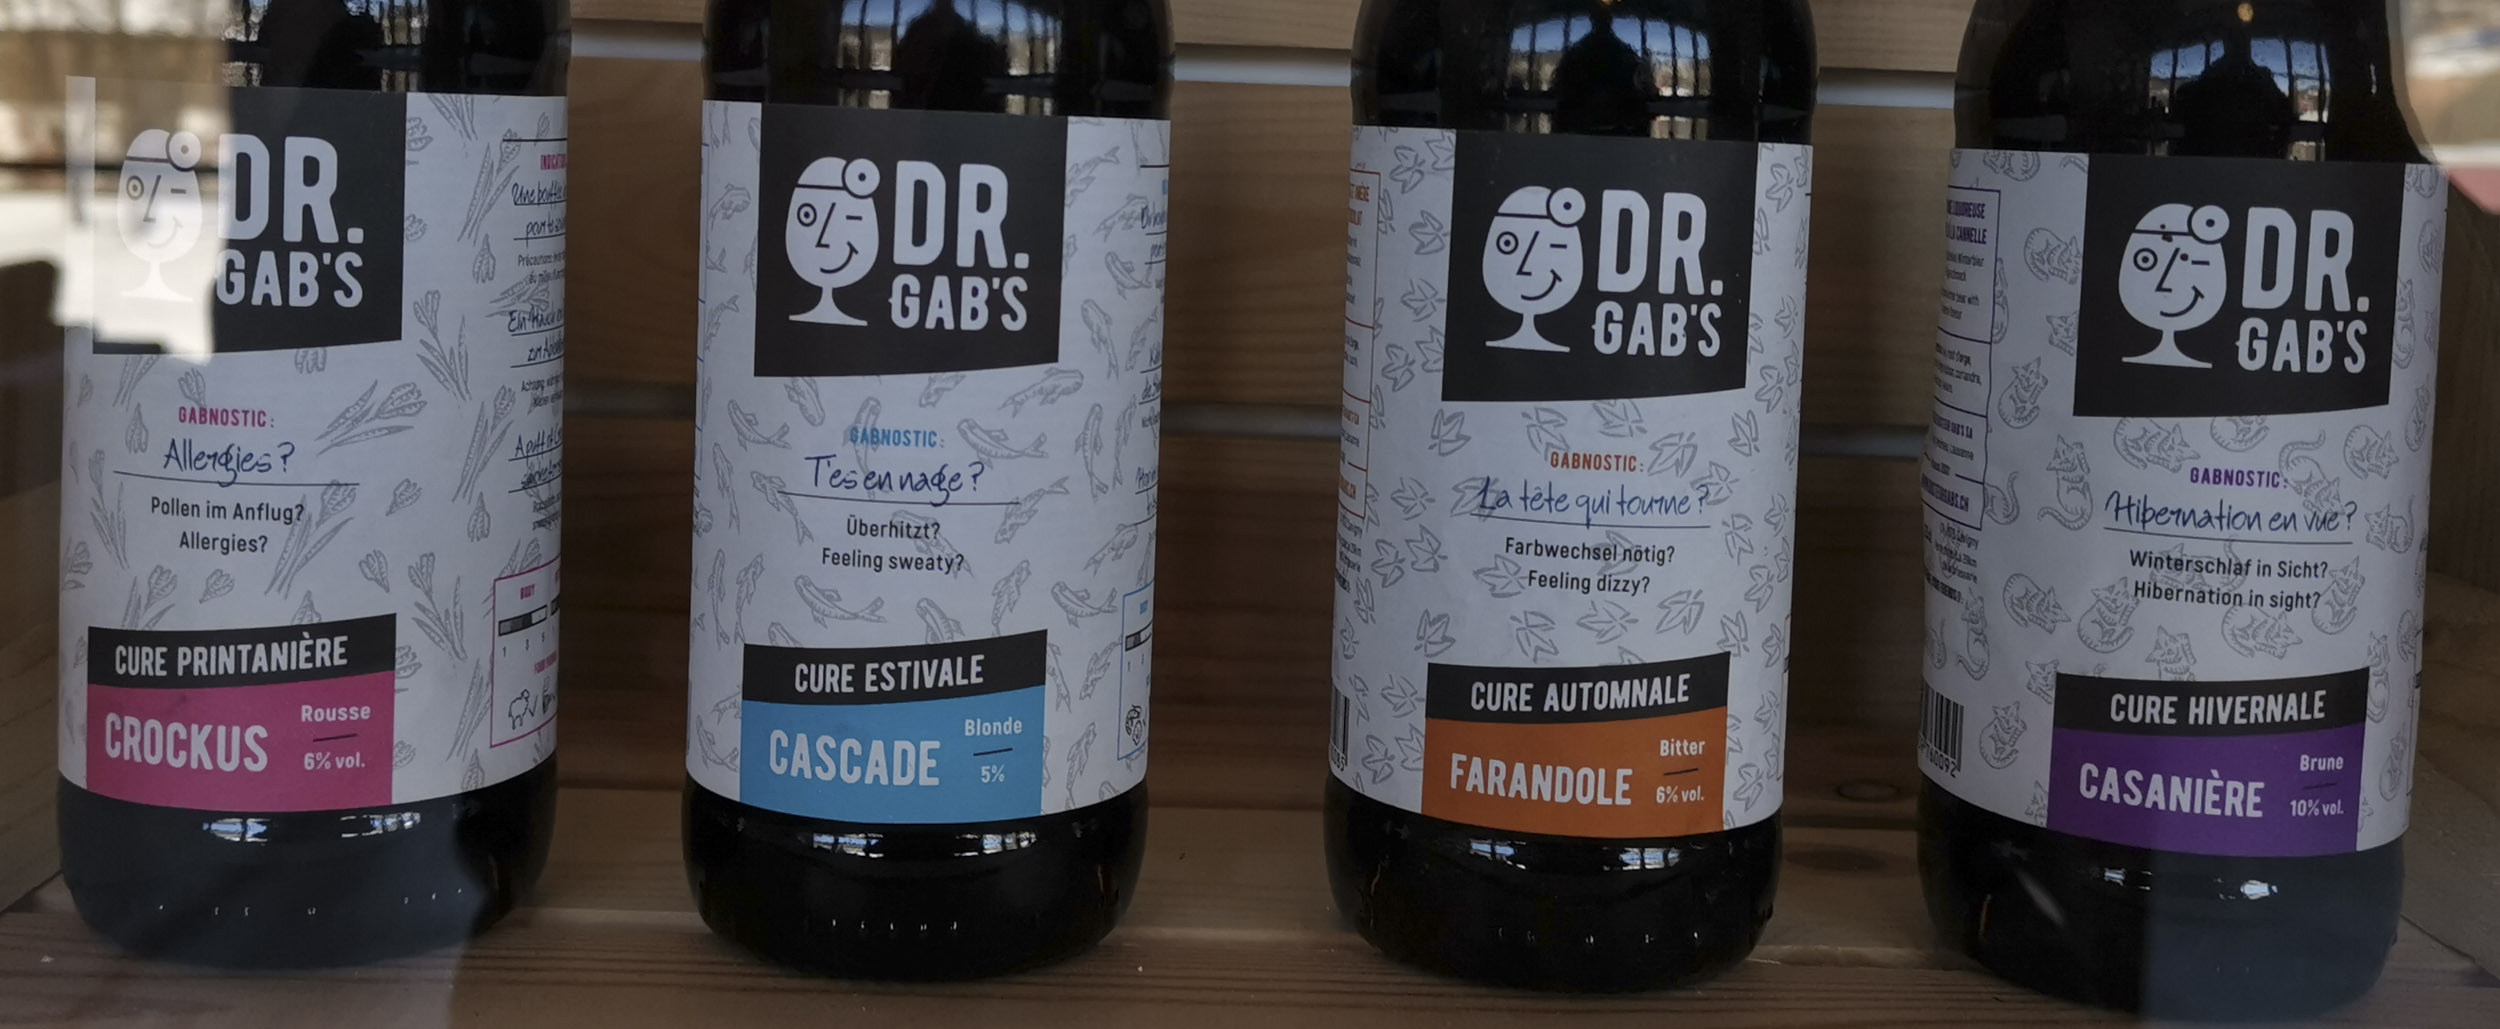 DR.
GAB'S
GABNOSTIC:
Allergies?
Pollen im Anflug?
Allergies?
CURE PRINTANIÈRE
CROCKUS
Rousse
6% vol.
BODY
DR.
GAB'S
GABNOSTIC:
T'es en nage?
Überhitzt?
Feeling sweaty?
CURE ESTIVALE
CASCADE
Blonde
5%
DR.
GAB'S
GABNOSTIC:
La tête qui tourne?
Farbwechsel nötig?
Feeling dizzy?
CURE AUTOMNALE
FARANDOLE
Bitter
6% vol.
DR.
GAB'S
GABNOSTIC:
Hibernation en vue?
Winterschlaf in Sicht?
Hibernation in sight?
CURE HIVERNALE
CASANIÈRE
Brune
10% vol.